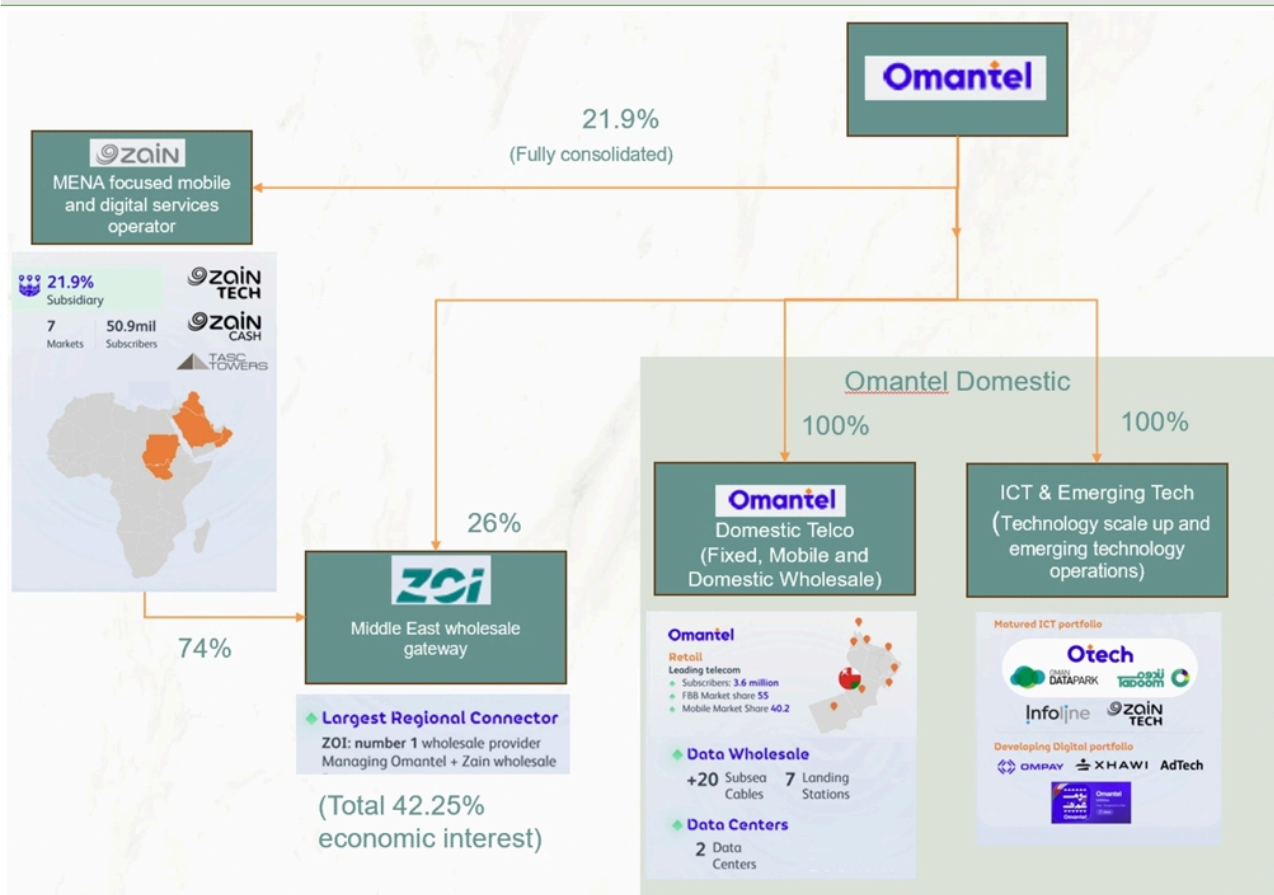 Omantel
21.9%
(Fully consolidated)
zain
MENA focused mobile
and digital services
operator
21.9%
Subsidiary
7
Markets
50.9mil
Subscribers
zain
TECH
zain
CASH
TASC
TOWERS
74%
26%
ZOi
Middle East wholesale
gateway
Largest Regional Connector
ZOI: number 1 wholesale provider
Managing Omantel + Zain wholesale
(Total 42.25%
economic interest)
Omantel Domestic
100%
Omantel
Domestic Telco
(Fixed, Mobile and
Domestic Wholesale)
Omantel
Retail
Leading telecom
Subscribers: 3.6 million
FBB Market share 55
Mobile Market Share 40.2
Data Wholesale
+20 Subsea
Cables
7 Landing
Stations
Data Centers
2 Data
Centers
100%
ICT & Emerging Tech
(Technology scale up and
emerging technology
operations)
Matured ICT portfolio
Otech
OMAN
DATAPARK
Infoline
zain
TECH
Developing Digital portfolio
OMPAY
XHAWI
AdTech
Omantel
Omantel